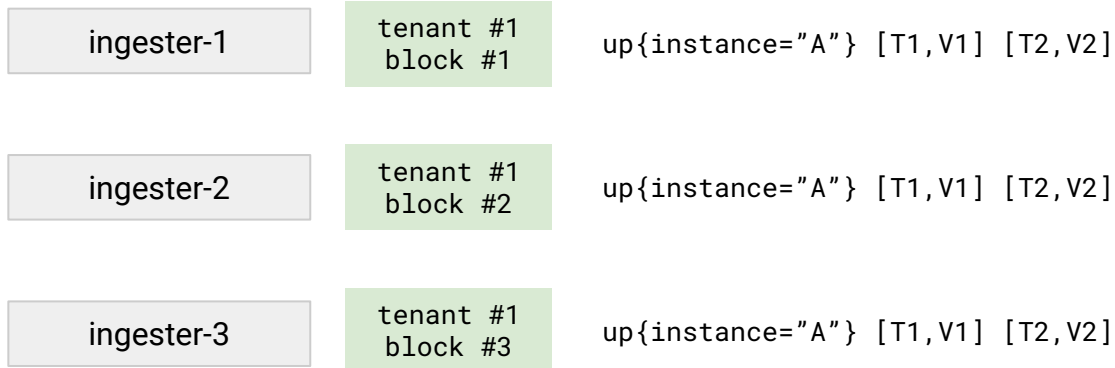 ingester-1
tenant #1
block #1
up{instance=”A”} [T1,V1] [T2,V2]
ingester-2
tenant #1
block #2
up{instance=”A”} [T1,V1] [T2,V2]
ingester-3
tenant #1
block #3
up{instance=”A”} [T1,V1] [T2,V2]